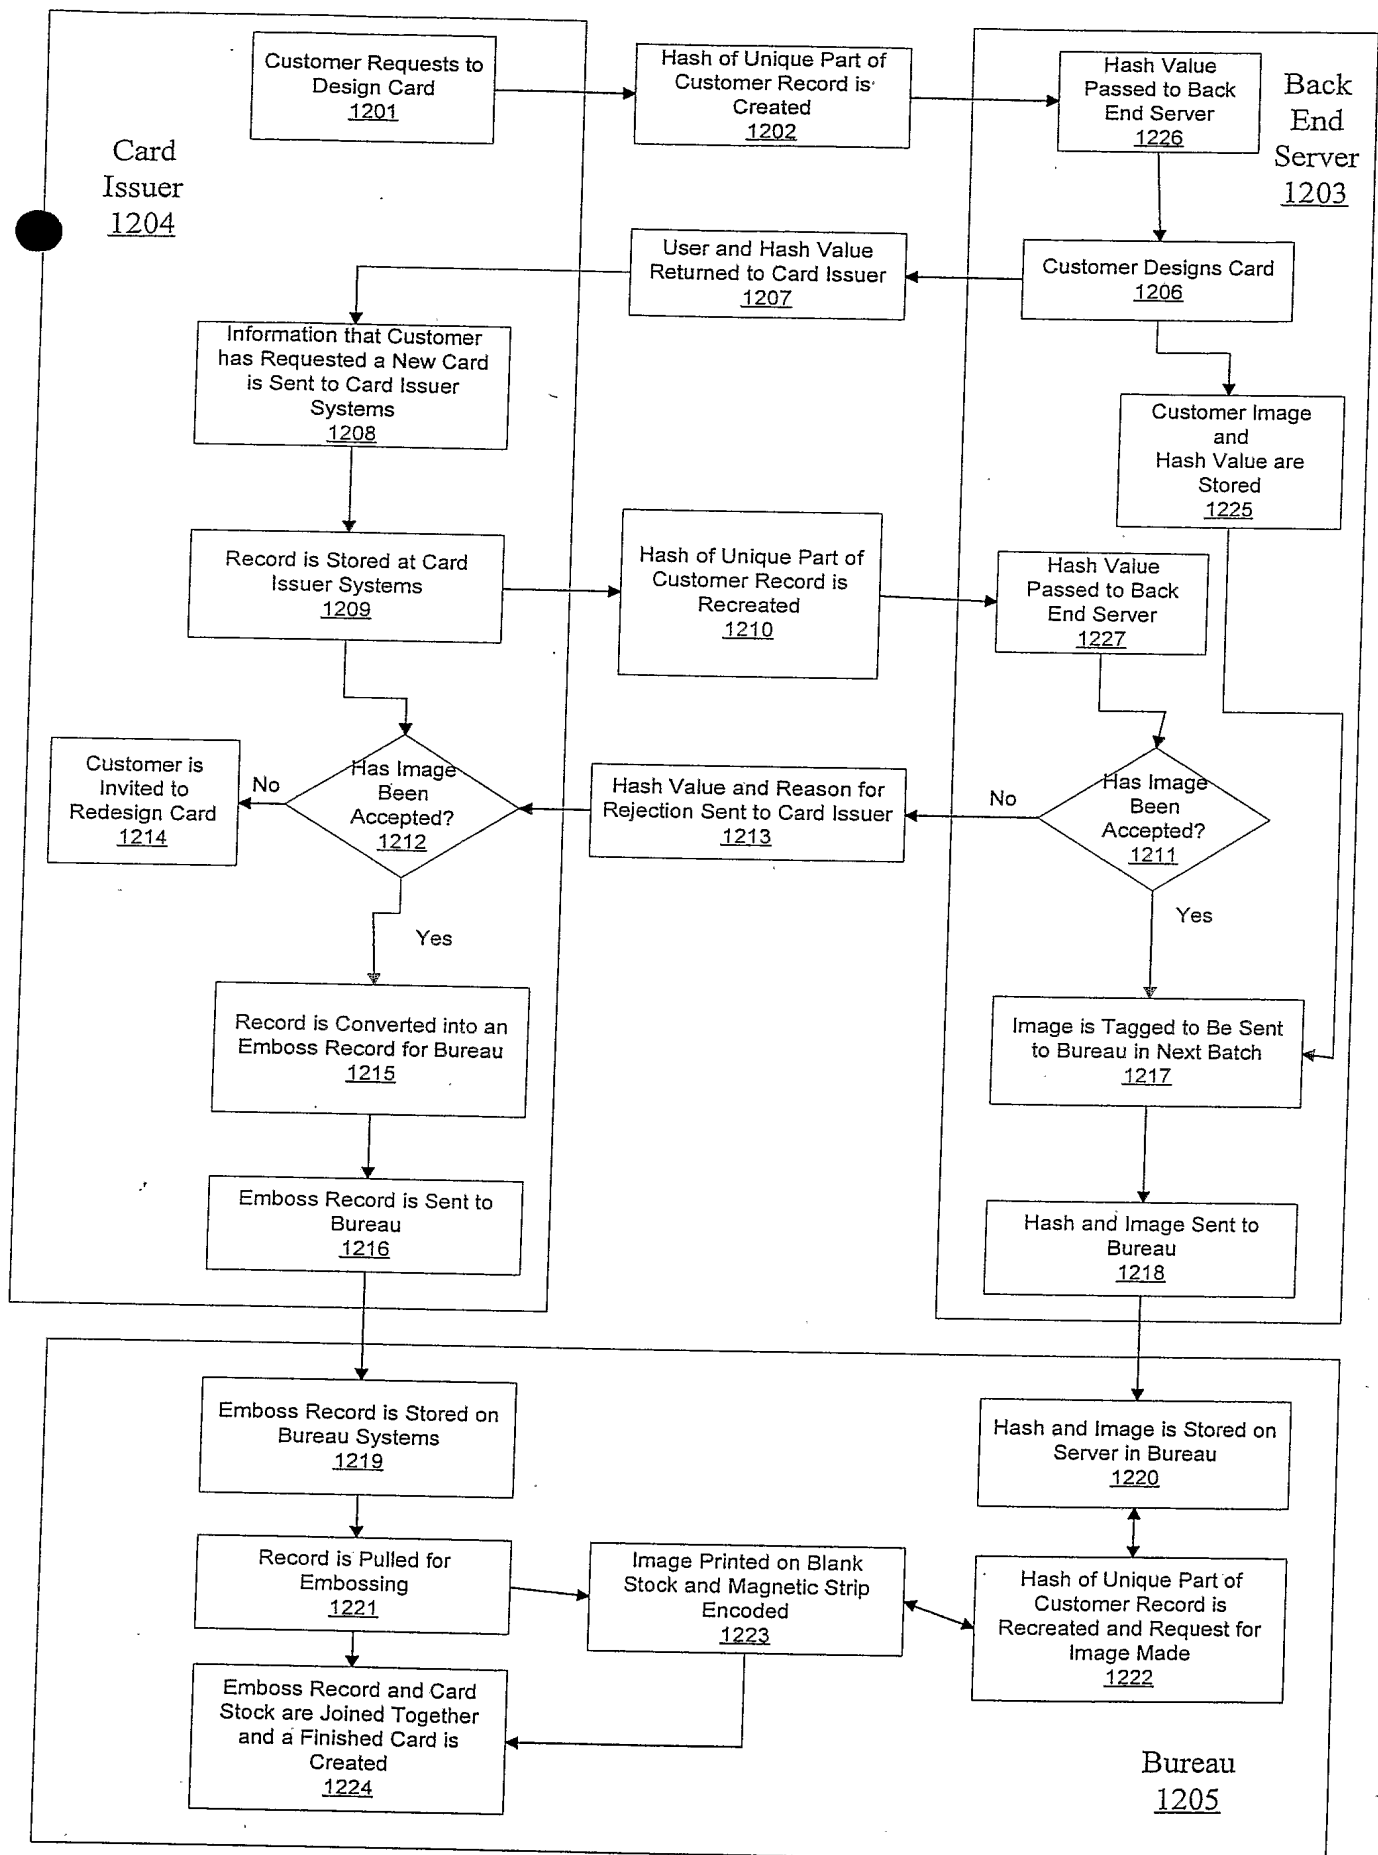 Customer Requests to
Design Card
1201
Hash of Unique Part of
Customer Record is
Created
1202
Hash Value
Passed to Back
End Server
1226
Back
End
Server
1203
Card
Issuer
1204
User and Hash Value
Returned to Card Issuer
1207
Customer Designs Card
1206
Information that Customer
has Requested a New Card
is Sent to Card Issuer
Systems
1208
Customer Image
and
Hash Value are
Stored
1225
Record is Stored at Card
Issuer Systems
1209
Hash of Unique Part of
Customer Record is
Recreated
1210
Hash Value
Passed to Back
End Server
1227
Customer is
Invited to
Redesign Card
1214
No
Has Image
Been
Accepted?
1212
Hash Value and Reason for
Rejection Sent to Card Issuer
1213
No
Has Image
Been
Accepted?
1211
Yes
Yes
Record is Converted into an
Emboss Record for Bureau
1215
Image is Tagged to Be Sent
to Bureau in Next Batch
1217
Emboss Record is Sent to
Bureau
1216
Hash and Image Sent to
Bureau
1218
Emboss Record is Stored on
Bureau Systems
1219
Hash and Image is Stored on
Server in Bureau
1220
Record is Pulled for
Embossing
1221
Image Printed on Blank
Stock and Magnetic Strip
Encoded
1223
Hash of Unique Part of
Customer Record is
Recreated and Request for
Image Made
1222
Emboss Record and Card
Stock are Joined Together
and a Finished Card is
Created
1224
Bureau
1205